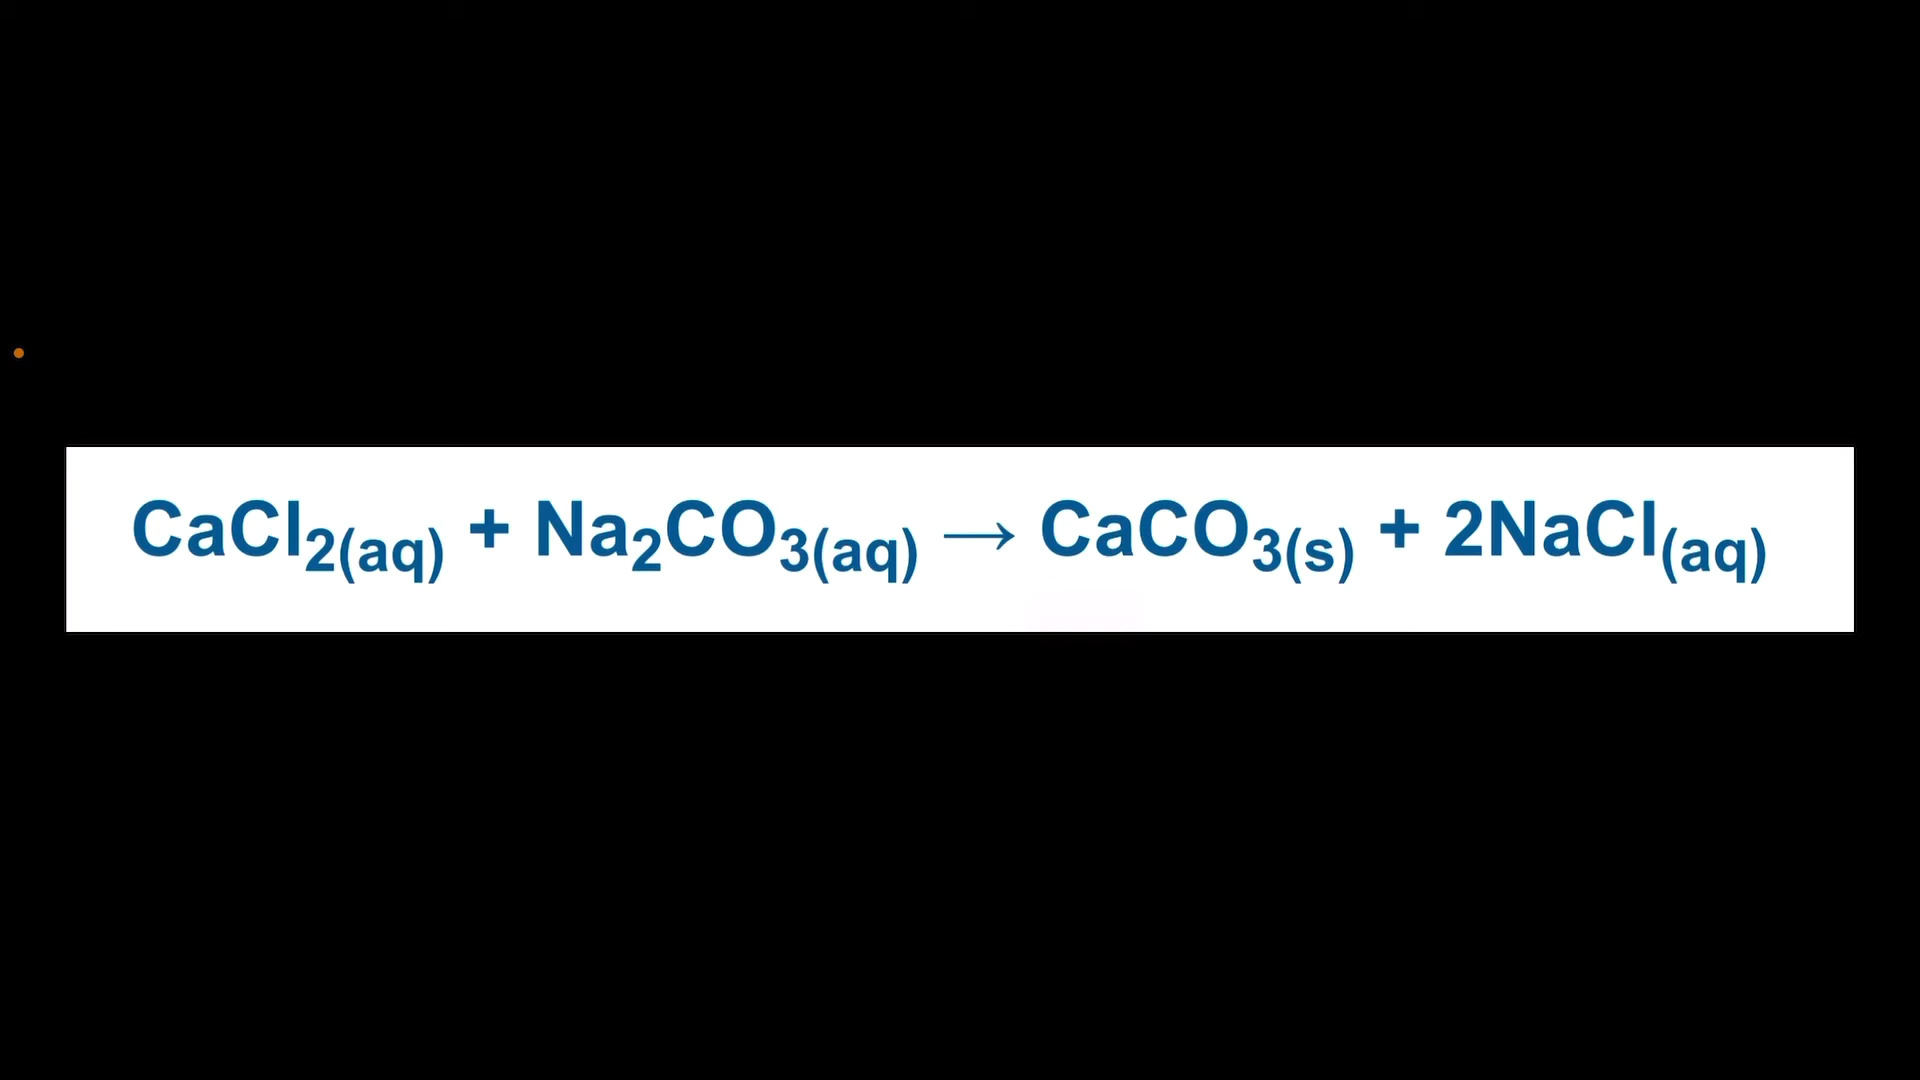 CaCl₂₍aq₎ + Na₂CO₃₍aq₎ → CaCO₃₍s₎ + 2NaCl₍aq₎